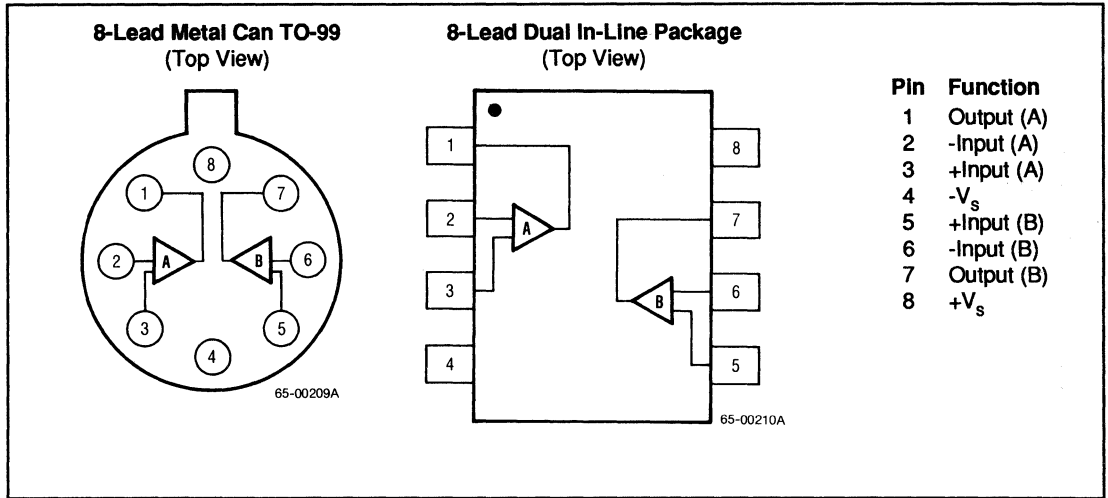 8-Lead Metal Can TO-99
(Top View)
8
1
7
2
A
B
6
3
5
4
65-00209A
8-Lead Dual In-Line Package
(Top View)
1
8
2
A
7
3
B
6
4
5
65-00210A
Pin Function
1 Output (A)
2 -Input (A)
3 +Input (A)
4 -Vs
5 +Input (B)
6 -Input (B)
7 Output (B)
8 +Vs